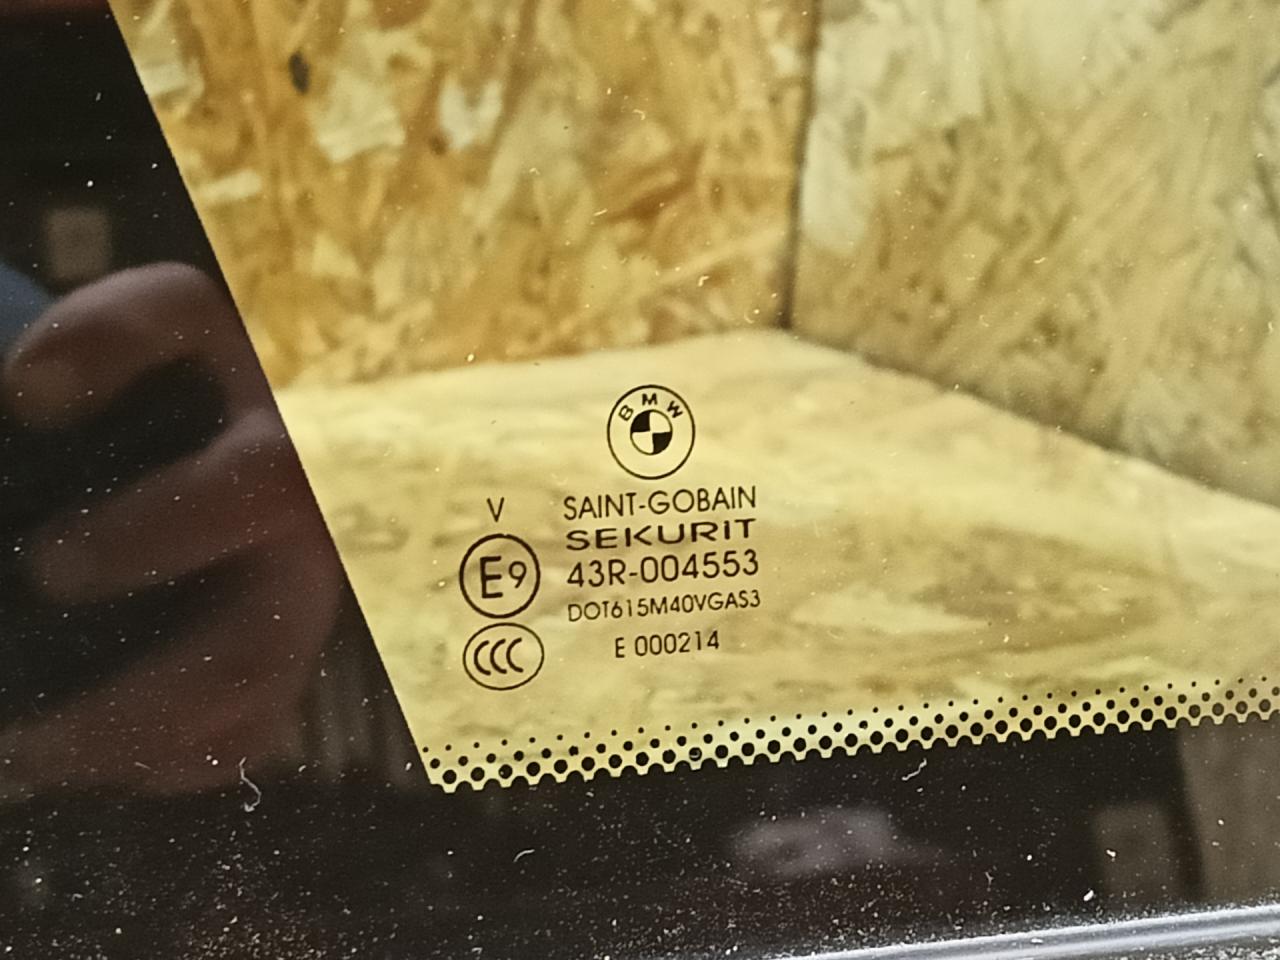 BMW
V
SAINT-GOBAIN
SEKURIT
E9
43R-004553
DOT615M40VGAS3
CCC
E 000214